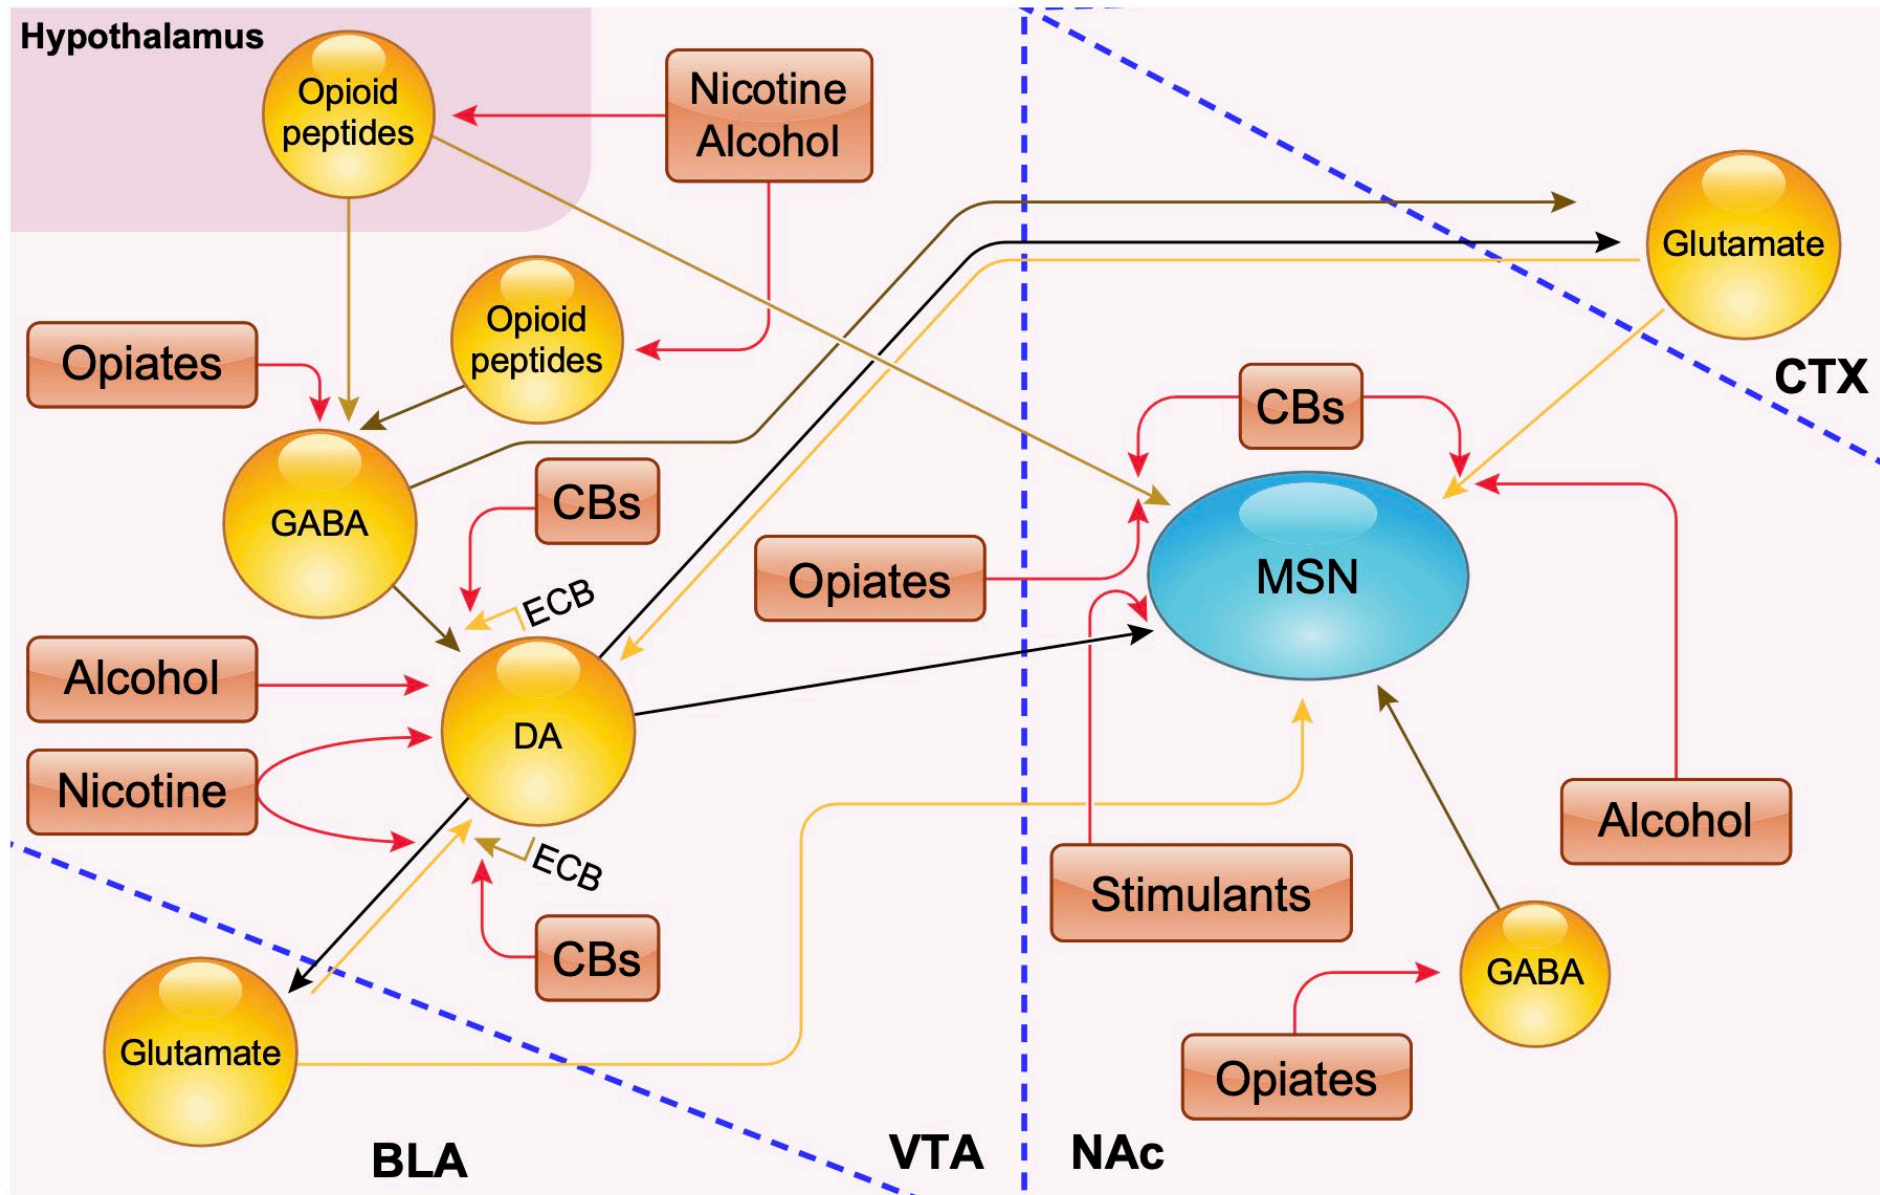 Hypothalamus
Opioid
peptides
Nicotine
Alcohol
Glutamate
Opioid
peptides
Opiates
CTX
CBs
GABA
CBs
ECB
Opiates
MSN
Alcohol
DA
Nicotine
Alcohol
ECB
Stimulants
CBs
GABA
Glutamate
Opiates
BLA
VTA
NAc